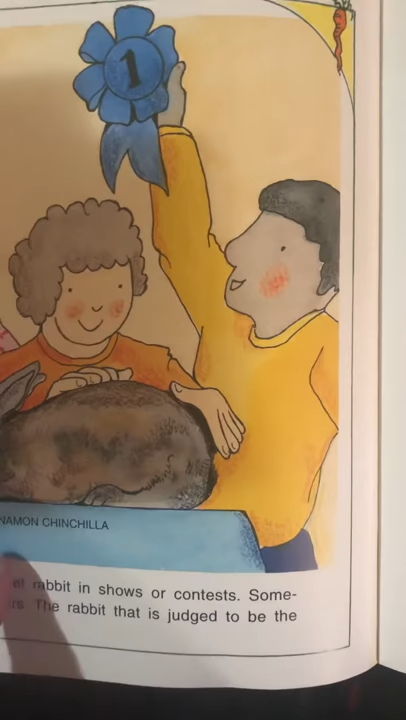 1
NAMON CHINCHILLA
rabbit in shows or contests. Some-
The rabbit that is judged to be the